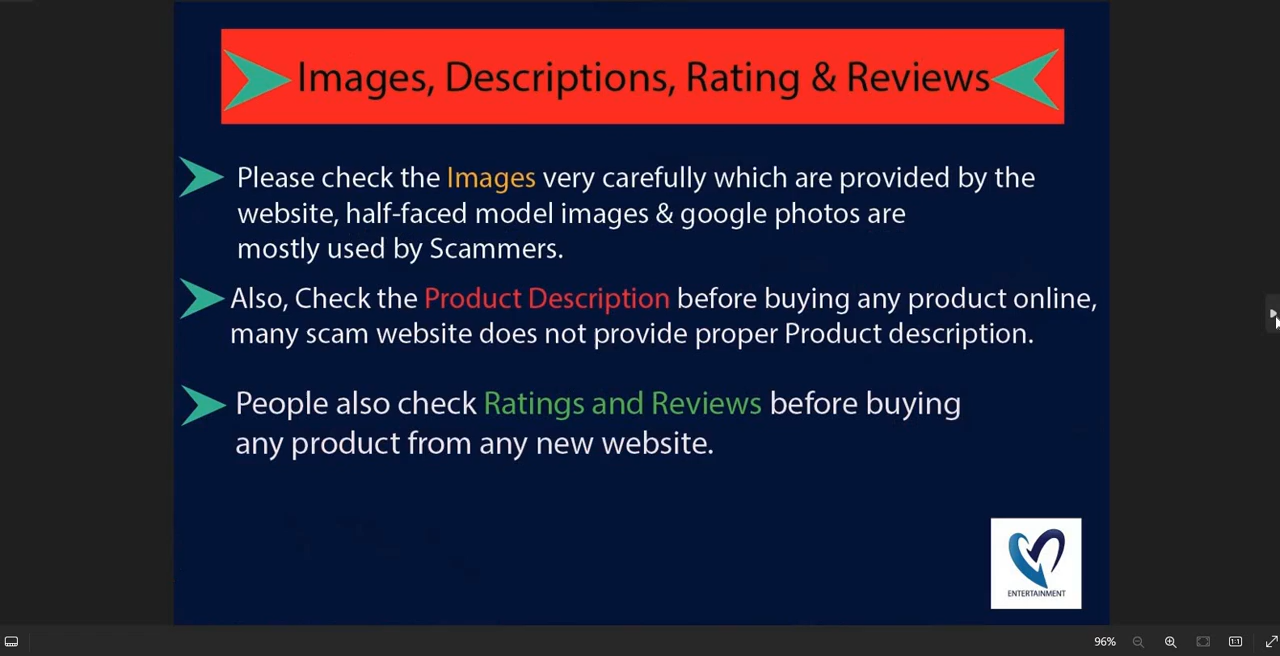 Images, Descriptions, Rating & Reviews
Please check the Images very carefully which are provided by the
website, half-faced model images & google photos are
mostly used by Scammers.
Also, Check the Product Description before buying any product online,
many scam website does not provide proper Product description.
People also check Ratings and Reviews before buying
any product from any new website.
ENTERTAINMENT
96%
1:1